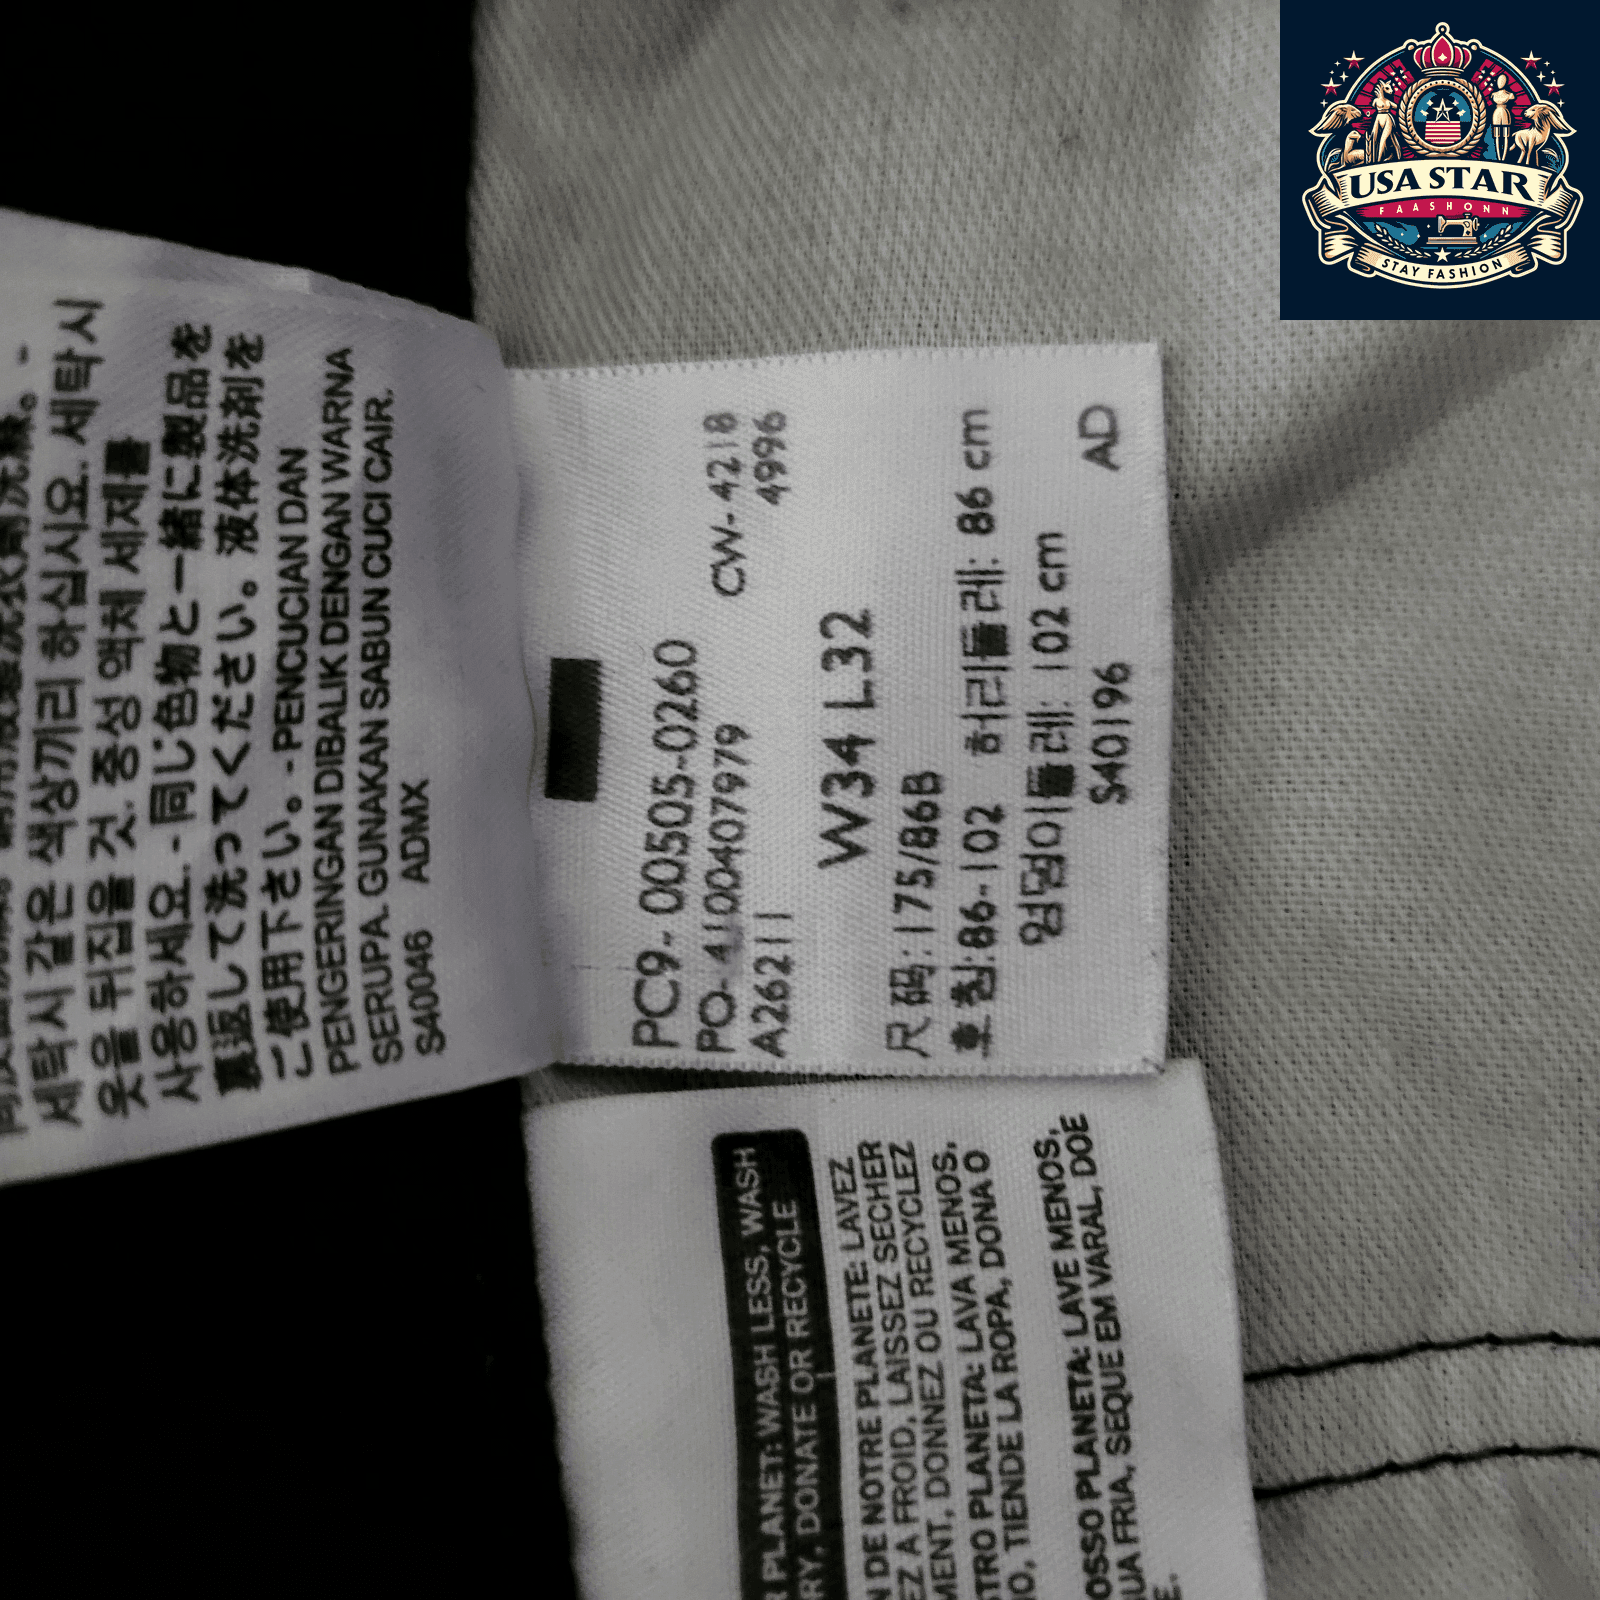 USA STAR
FAASHONN
STAY FASHION
세탁시 같은 색상끼리 하십시요. 세탁시
옷을 뒤집을 것. 중성 액체 세제를
사용하세요. -同じ色物と一緒に製品を
裏返して洗ってください。液体洗剤を
ご使用下さい。-PENCUCIAN DAN
PENGERINGAN DIBALIK DENGAN WARNA
SERUPA. GUNAKAN SABUN CUCI CAIR.
S40046 ADMX
PC9- 00505-0260
PO- 4100407979 CW- 4218
A26211 4996
W34 L32
尺码: 175/86B
호칭:86-102 허리둘레: 86 cm
엉덩이둘레: 102 cm
S40196 AD
PLANET: WASH LESS, WASH
DONATE OR RECYCLE
DE NOTRE PLANETE: LAVEZ
A FROID, LAISSEZ SECHER
DONNEZ OU RECYCLEZ
PLANETA: LAVA MENOS,
TIENDE LA ROPA, DONA O
PLANETA: LAVE MENOS,
FRIA, SEQUE EM VARAL, DOE